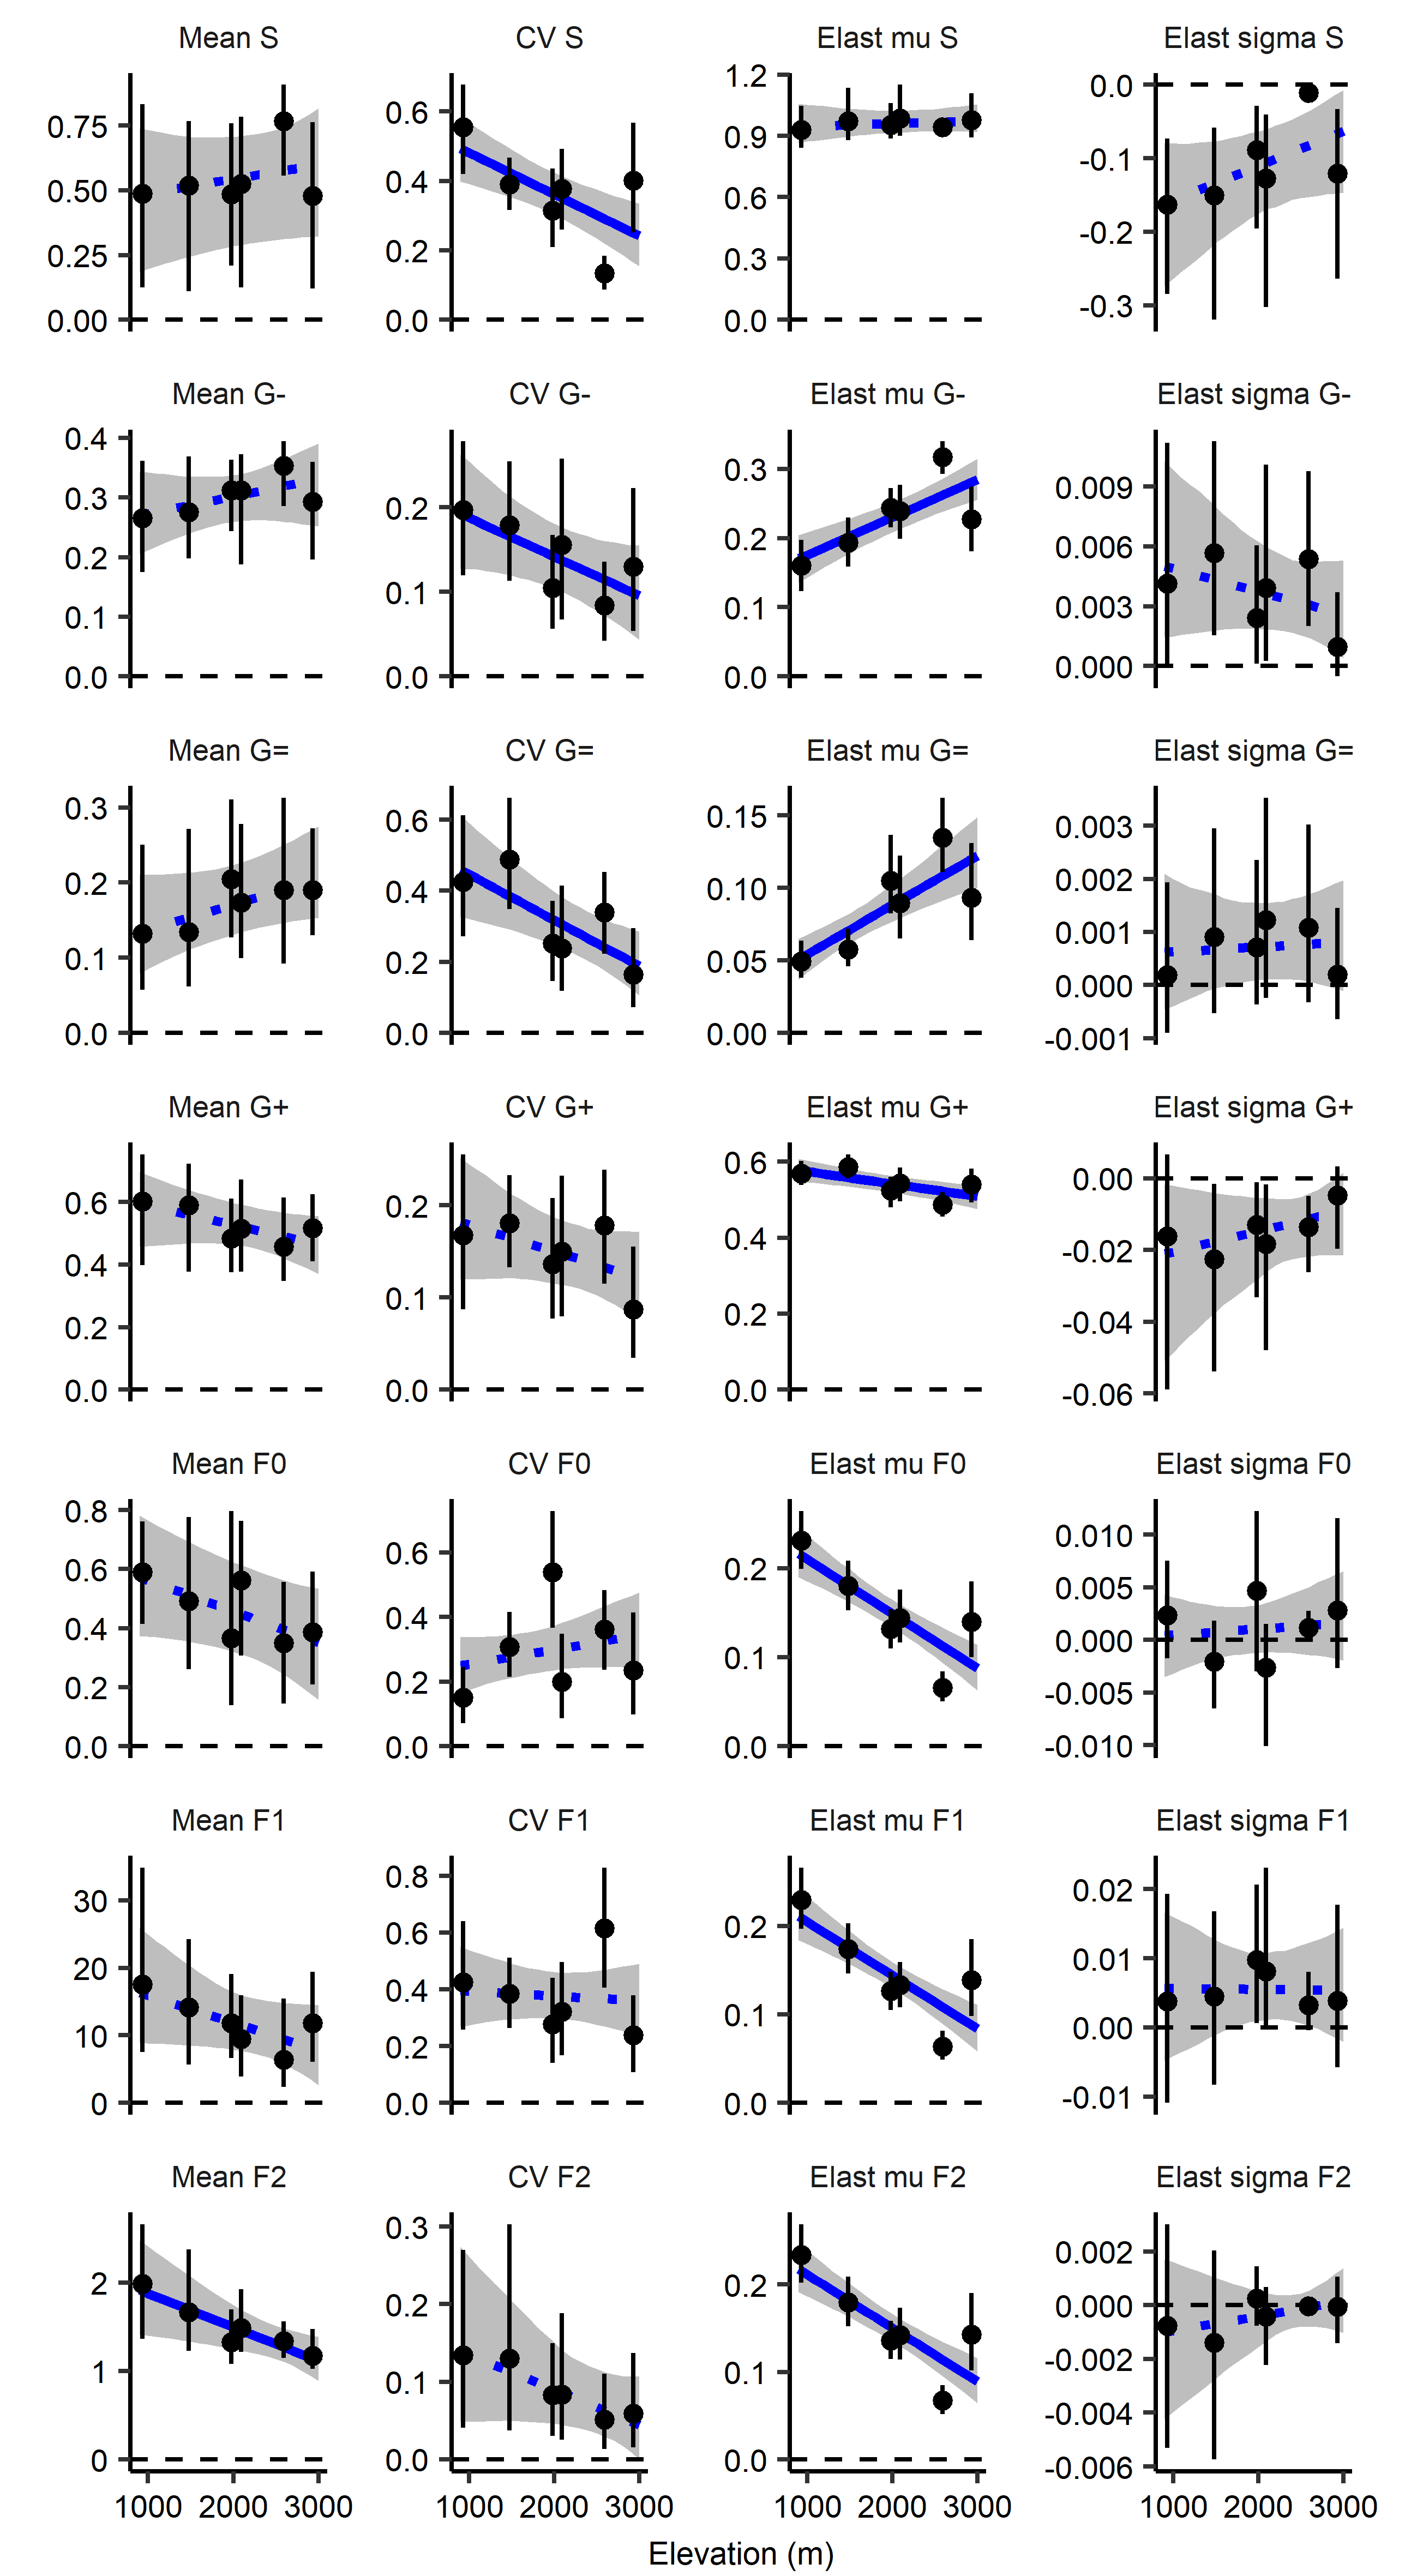 Mean S CV S Elast mu S Elast sigma S
0.75 0.6 1.2 0.0
0.50 0.4 0.9 -0.1
0.25 0.2 0.6 -0.2
0.00 0.0 0.3 -0.3
0.0
Mean G- CV G- Elast mu G- Elast sigma G-
0.4 0.2 0.3 0.009
0.3 0.1 0.2 0.006
0.2 0.0 0.1 0.003
0.1 0.0 0.000
0.0
Mean G= CV G= Elast mu G= Elast sigma G=
0.3 0.6 0.15 0.003
0.2 0.4 0.10 0.002
0.1 0.2 0.05 0.001
0.0 0.0 0.00 0.000
-0.001
Mean G+ CV G+ Elast mu G+ Elast sigma G+
0.6 0.2 0.6 0.00
0.4 0.1 0.4 -0.02
0.2 0.0 0.2 -0.04
0.0 0.0 -0.06
Mean F0 CV F0 Elast mu F0 Elast sigma F0
0.8 0.6 0.2 0.010
0.6 0.4 0.1 0.005
0.4 0.2 0.0 0.000
0.2 0.0 -0.005
0.0 -0.010
Mean F1 CV F1 Elast mu F1 Elast sigma F1
30 0.8 0.2 0.02
20 0.6 0.1 0.01
10 0.4 0.0 0.00
0 0.2 -0.01
0.0
Mean F2 CV F2 Elast mu F2 Elast sigma F2
2 0.3 0.2 0.002
1 0.2 0.1 0.000
0 0.1 0.0 -0.002
0.0 -0.004
-0.006
1000 2000 3000 1000 2000 3000 1000 2000 3000 1000 2000 3000
Elevation (m)